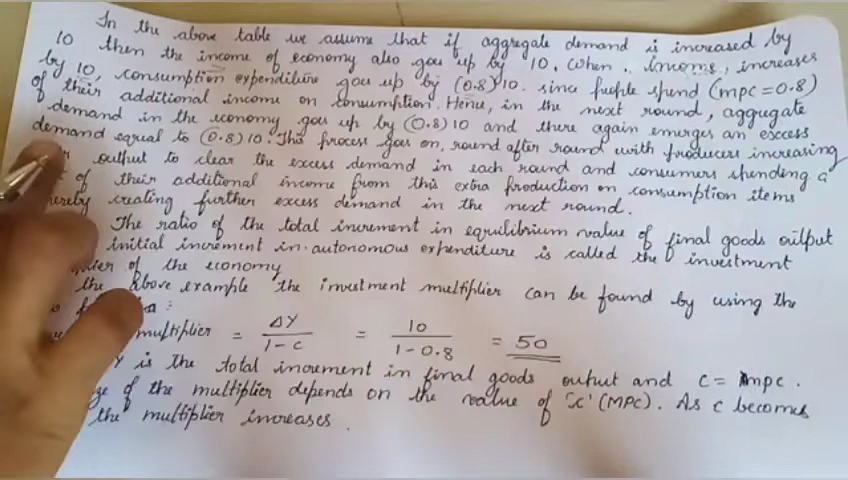 In the above table we assume that if aggregate demand is increased by
10 then the income of economy also goes up by 10. When income increases
by 10, consumption expenditure goes up by (0.8)10. since people spend (mpc=0.8)
of their additional income on consumption. Hence, in the next round, aggregate
demand in the economy goes up by (0.8)10 and there again emerges an excess
demand equal to (0.8)10. The process goes on, round after round with producers increasing
output to clear the excess demand in each round and consumers spending a
of their additional income from this extra production on consumption items
creating further excess demand in the next round.
The ratio of the total increment in equilibrium value of final goods output
initial increment in autonomous expenditure is called the investment
of the economy
the above example the investment multiplier can be found by using the
:
multiplier = ΔY / 1-c = 10 / 1-0.8 = 50
Y is the total increment in final goods output and c = mpc.
of the multiplier depends on the value of 'c' (MPC). As c becomes
the multiplier increases.